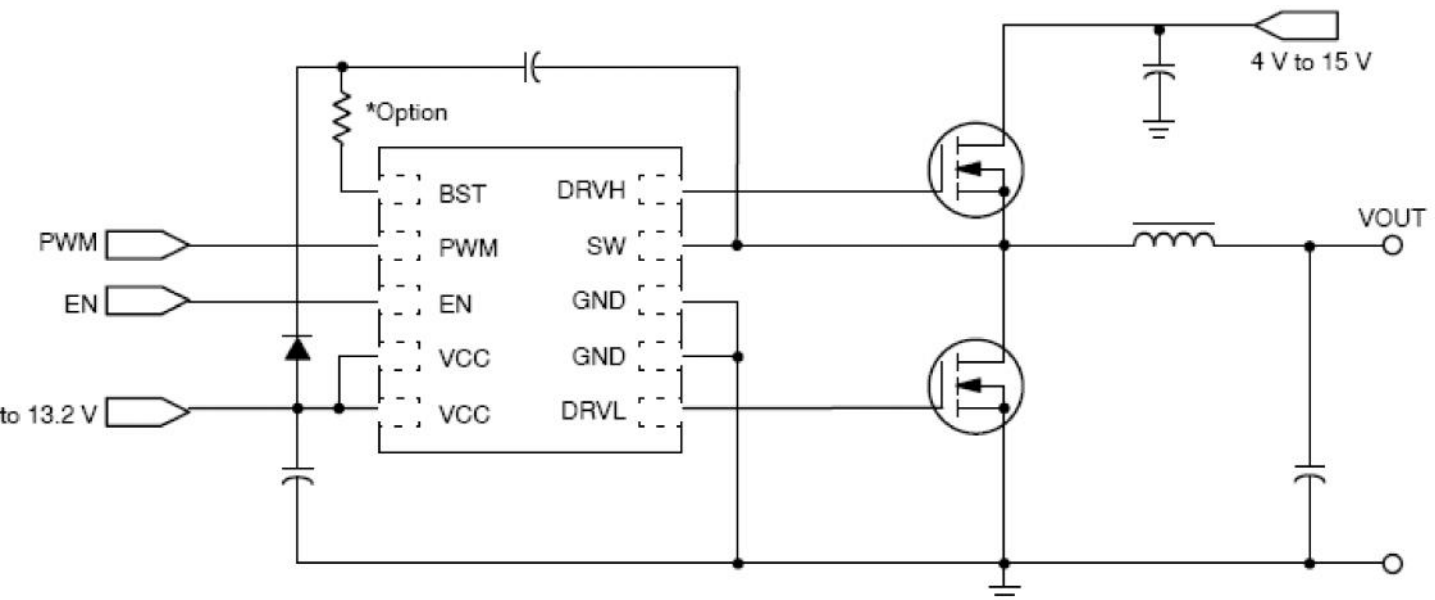 4 V to 15 V
*Option
BST
DRVH
PWM
PWM
SW
VOUT
EN
EN
GND
VCC
GND
to 13.2 V
VCC
DRVL